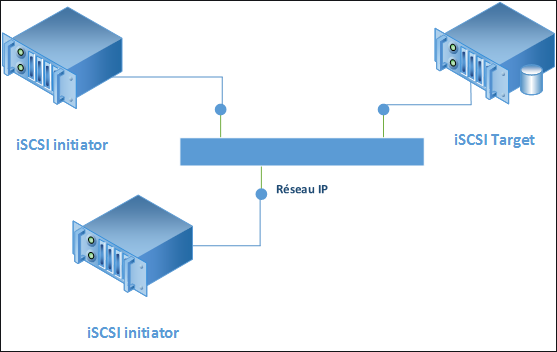 iSCSI initiator
iSCSI Target
Réseau IP
iSCSI initiator